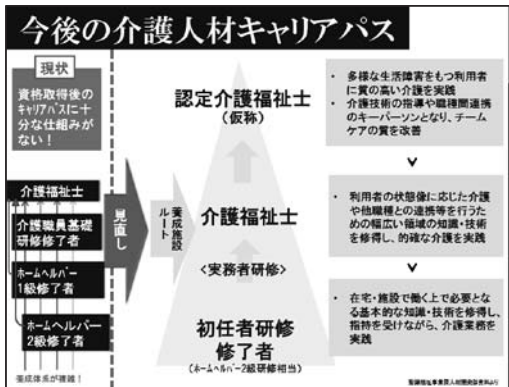 今後の介護人材キャリアパス
現状
資格取得後の
キャリアパスに十
分な仕組みが
ない！
介護福祉士
介護職員基礎
研修修了者
ホームヘルパー
1級修了者
ホームヘルパー
2級修了者
養成体系が複雑！
見直し
養成施設
ルート
認定介護福祉士
（仮称）
介護福祉士
＜実務者研修＞
初任者研修
修了者
（ホームヘルパー2級研修相当）
・ 多様な生活障害をもつ利用者
に質の高い介護を実践
・ 介護技術の指導や職種間連携
のキーパーソンとなり、チーム
ケアの質を改善
利用者の状態像に応じた介護
や他職種との連携等を行うた
めの幅広い領域の知識・技術
を修得し、的確な介護を実践
在宅・施設で働く上で必要とな
る基本的な知識・技術を修得し、
指持を受けながら、介護業務を
実践